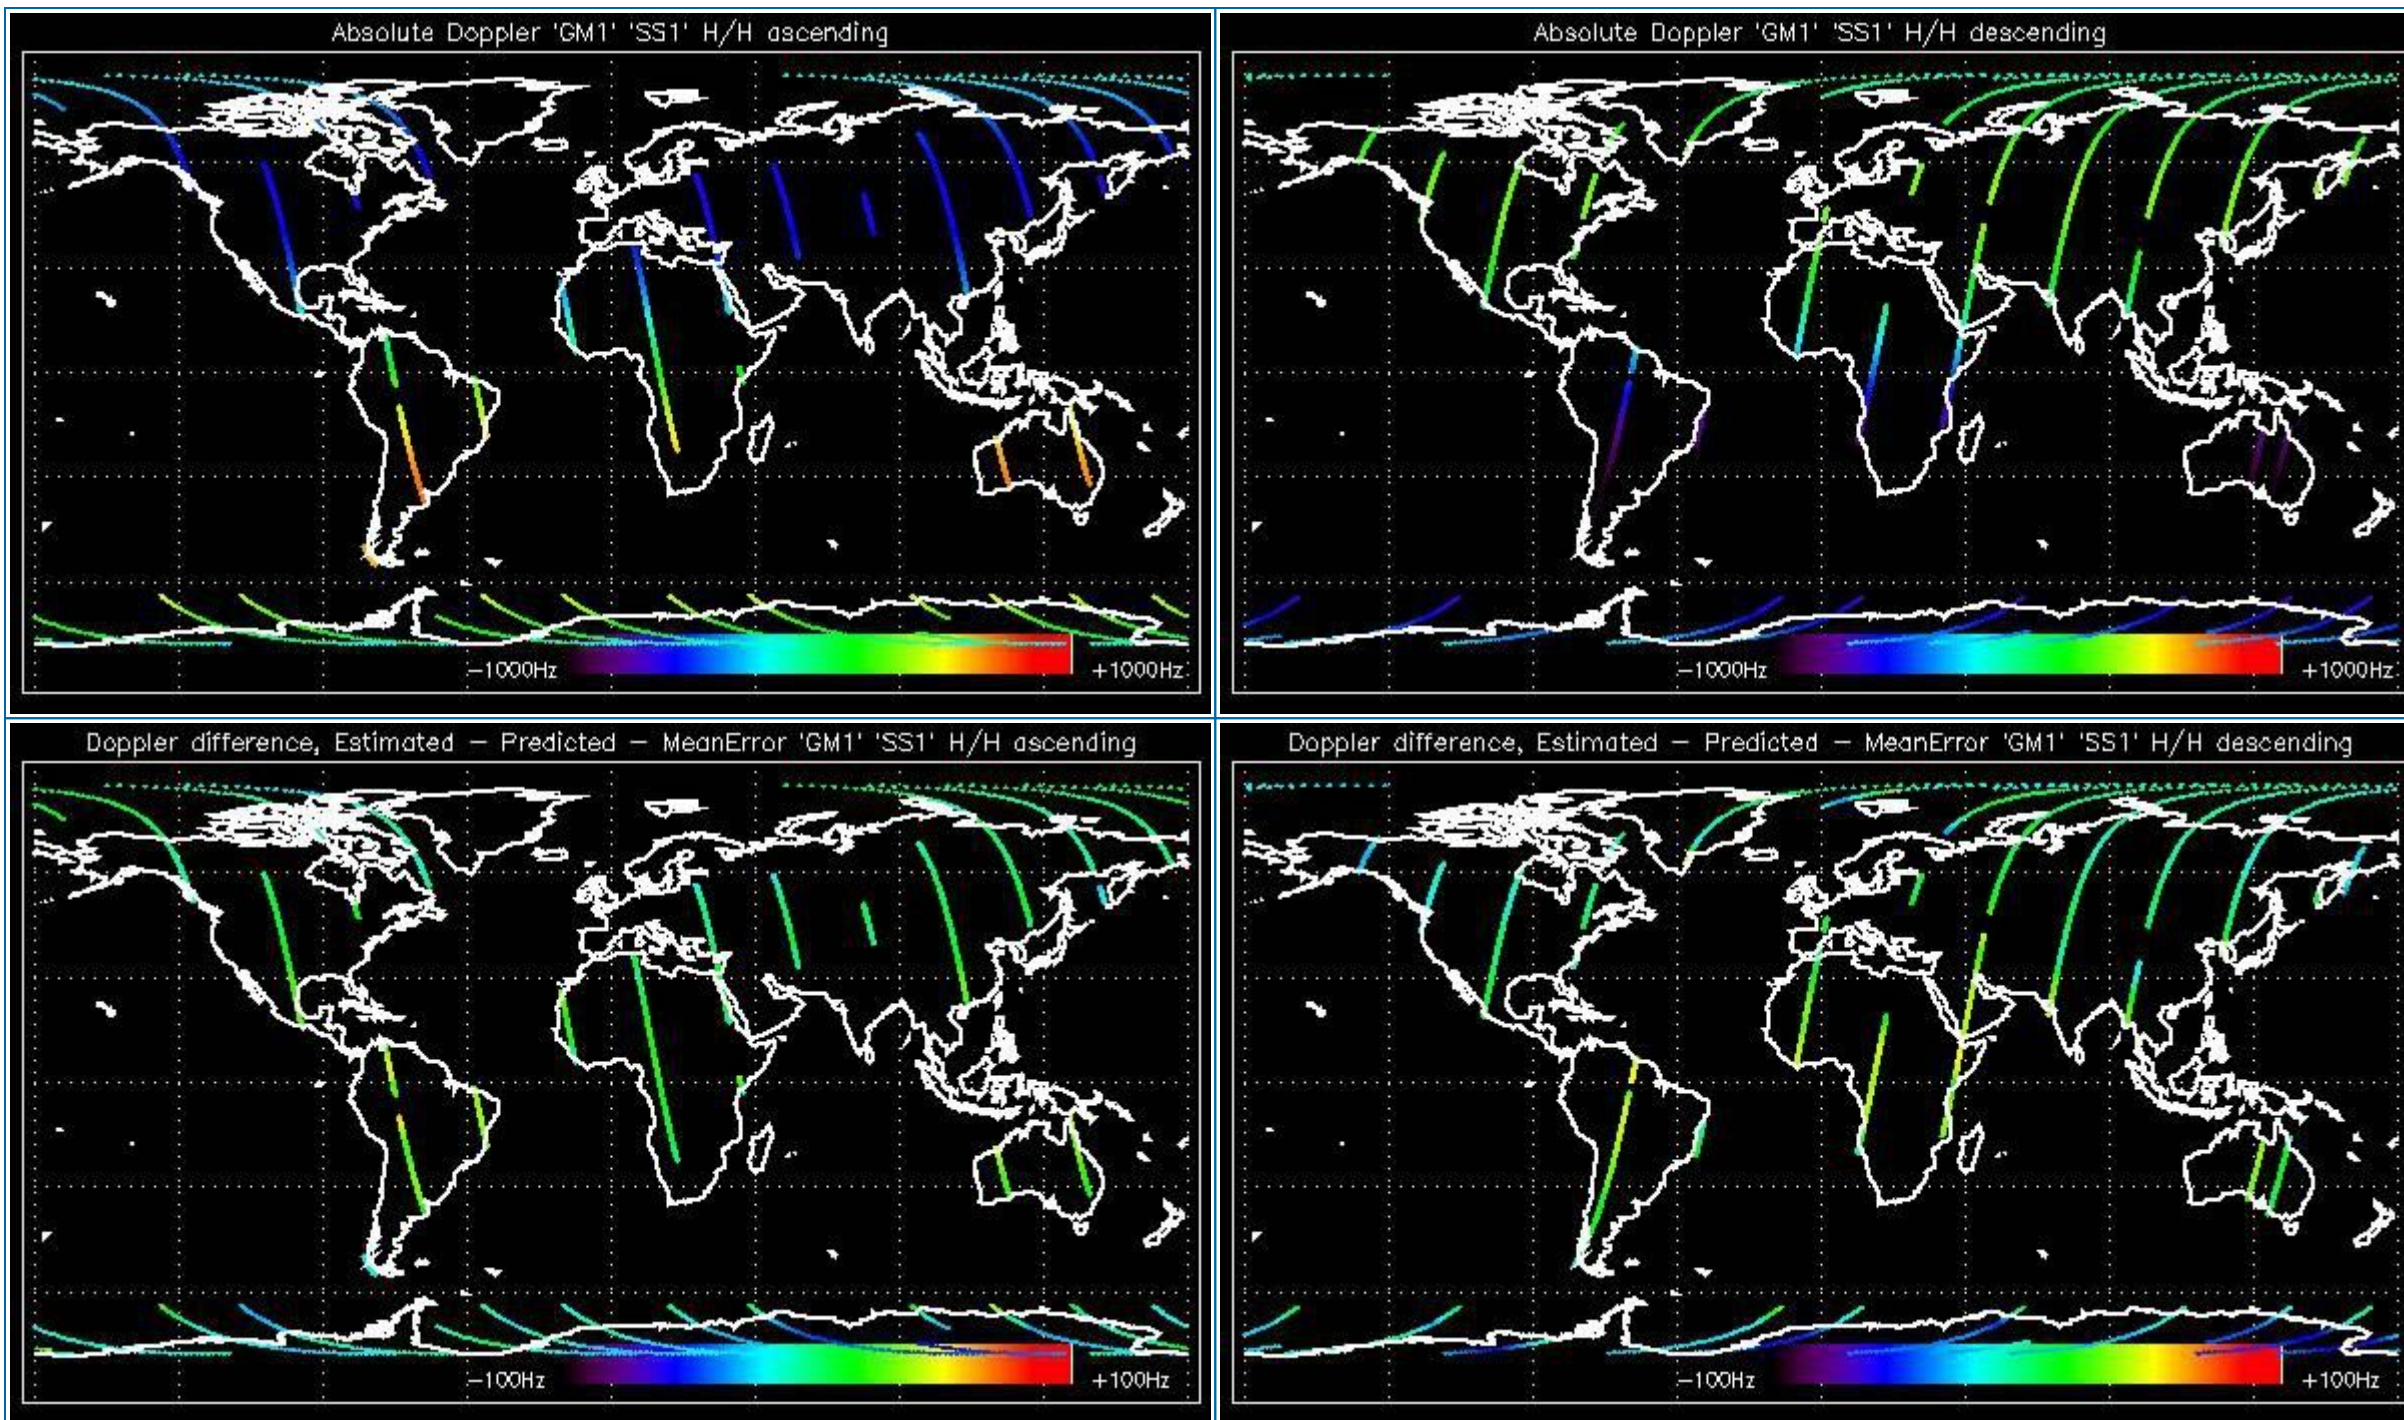 Absolute Doppler 'GM1' 'SS1' H/H ascending
−1000Hz
+1000Hz
Absolute Doppler 'GM1' 'SS1' H/H descending
−1000Hz
+1000Hz
Doppler difference, Estimated − Predicted − MeanError 'GM1' 'SS1' H/H ascending
−100Hz
+100Hz
Doppler difference, Estimated − Predicted − MeanError 'GM1' 'SS1' H/H descending
−100Hz
+100Hz